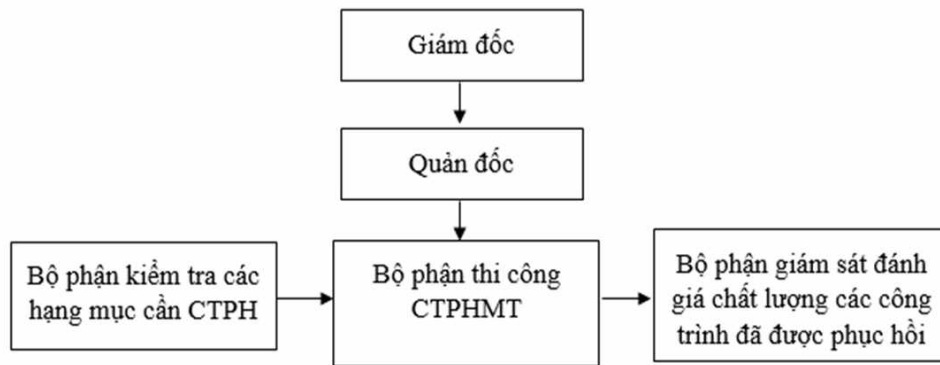 Giám đốc
Quản đốc
Bộ phận kiểm tra các
hạng mục cần CTPH
Bộ phận thi công
CTPHMT
Bộ phận giám sát đánh
giá chất lượng các công
trình đã được phục hồi